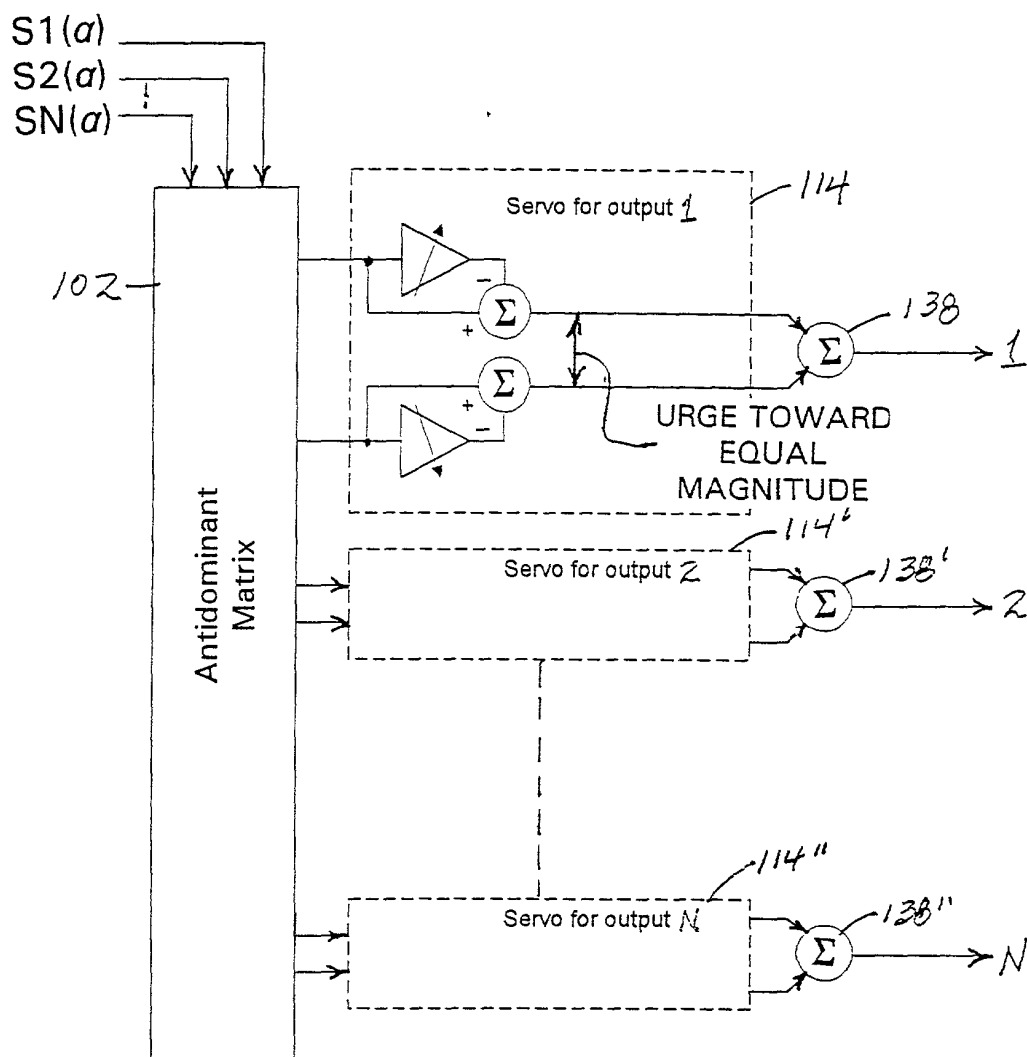 S1(α)
S2(α)
SN(α)
102
Antidominant
Matrix
Servo for output 1
114
−
Σ
+
Σ
+
−
138
Σ
1
URGE TOWARD
EQUAL
MAGNITUDE
114'
Servo for output 2
138'
Σ
2
114"
Servo for output N
138"
Σ
N